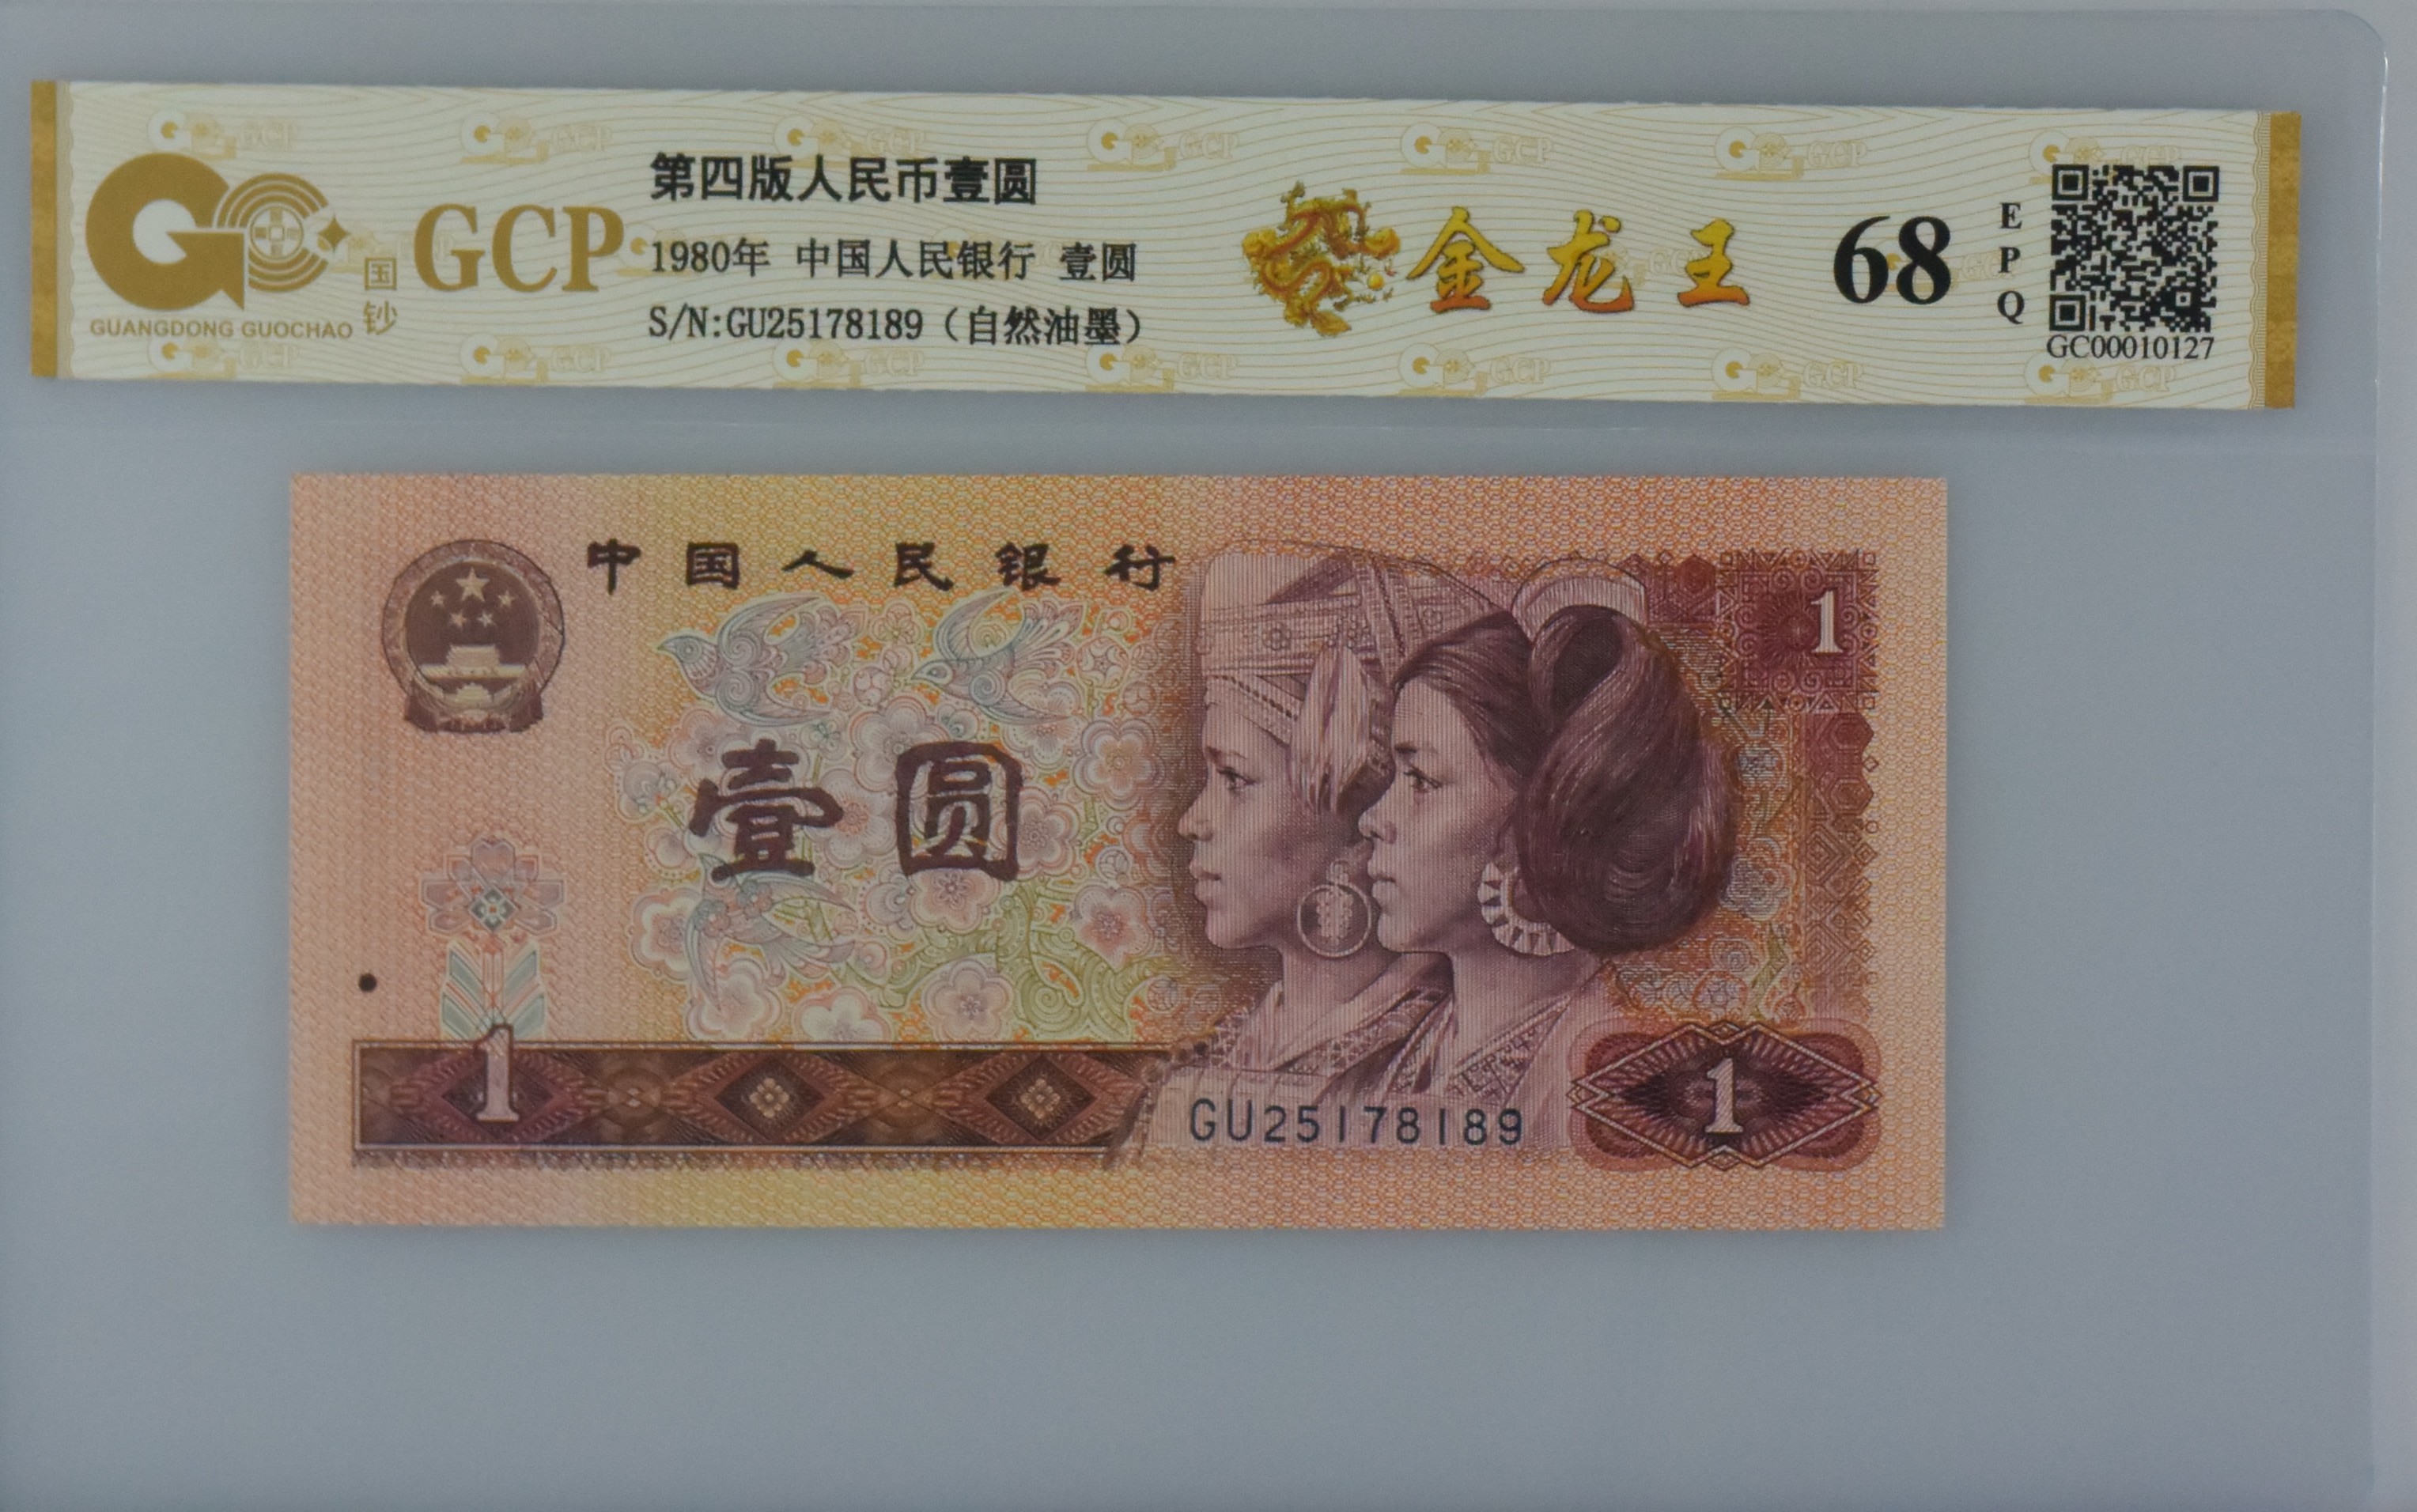 GCP
国钞
GUANGDONG GUOCHAO
第四版人民币壹圆
1980年 中国人民银行 壹圆
S/N:GU25178189（自然油墨）
金龙王
68
EPQ
GC00010127
中国人民银行
1
壹圆
1
GU25178189
1